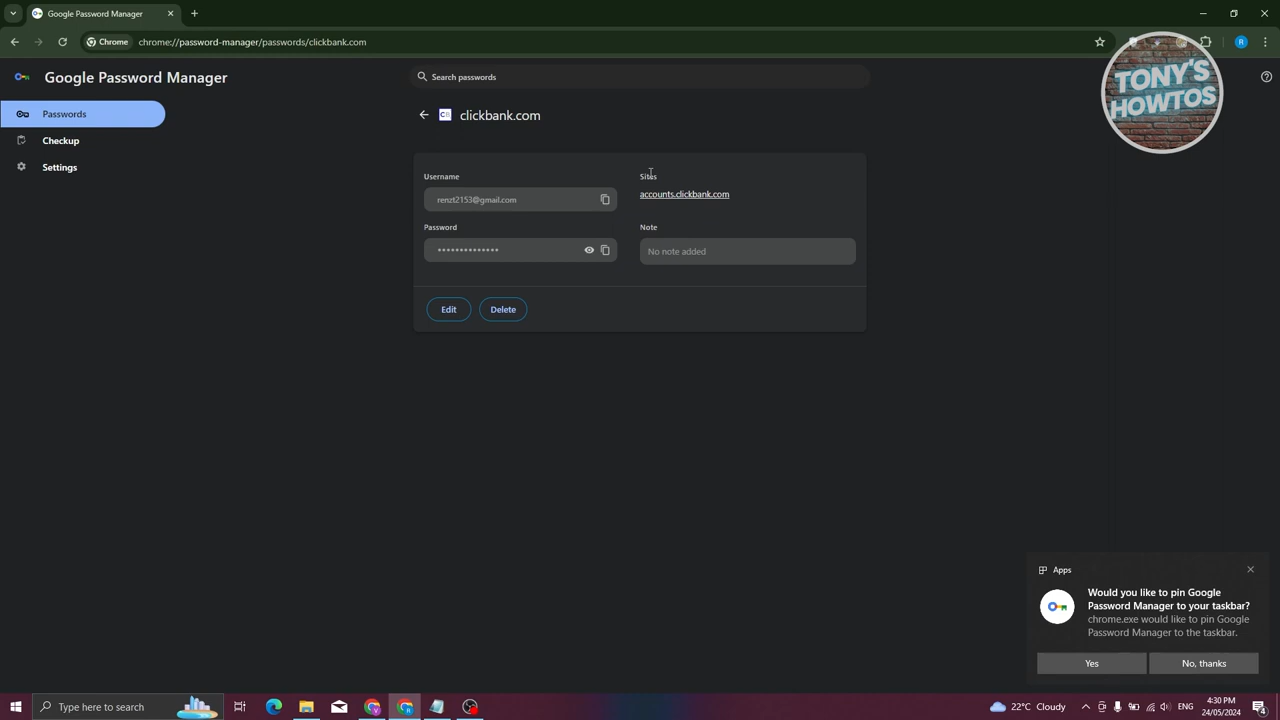 Google Password Manager
Chrome
chrome://password-manager/passwords/clickbank.com
Google Password Manager
Search passwords
TONY'S
HOWTOS
Passwords
Checkup
Settings
clickbank.com
Username
renzt2153@gmail.com
Sites
accounts.clickbank.com
Password
••••••••••••••
Note
No note added
Edit
Delete
Apps
Would you like to pin Google
Password Manager to your taskbar?
chrome.exe would like to pin Google
Password Manager to the taskbar.
Yes
No, thanks
Type here to search
22°C Cloudy
ENG
4:30 PM
24/05/2024